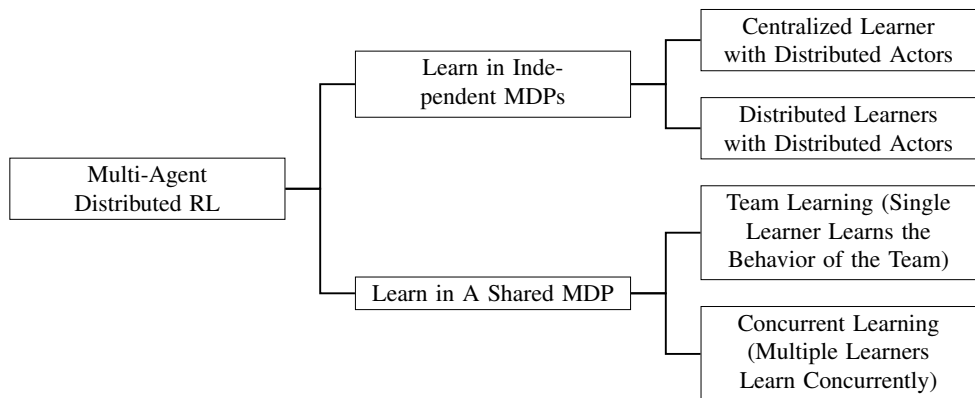 Multi-Agent
Distributed RL
Learn in Inde-
pendent MDPs
Centralized Learner
with Distributed Actors
Distributed Learners
with Distributed Actors
Learn in A Shared MDP
Team Learning (Single
Learner Learns the
Behavior of the Team)
Concurrent Learning
(Multiple Learners
Learn Concurrently)